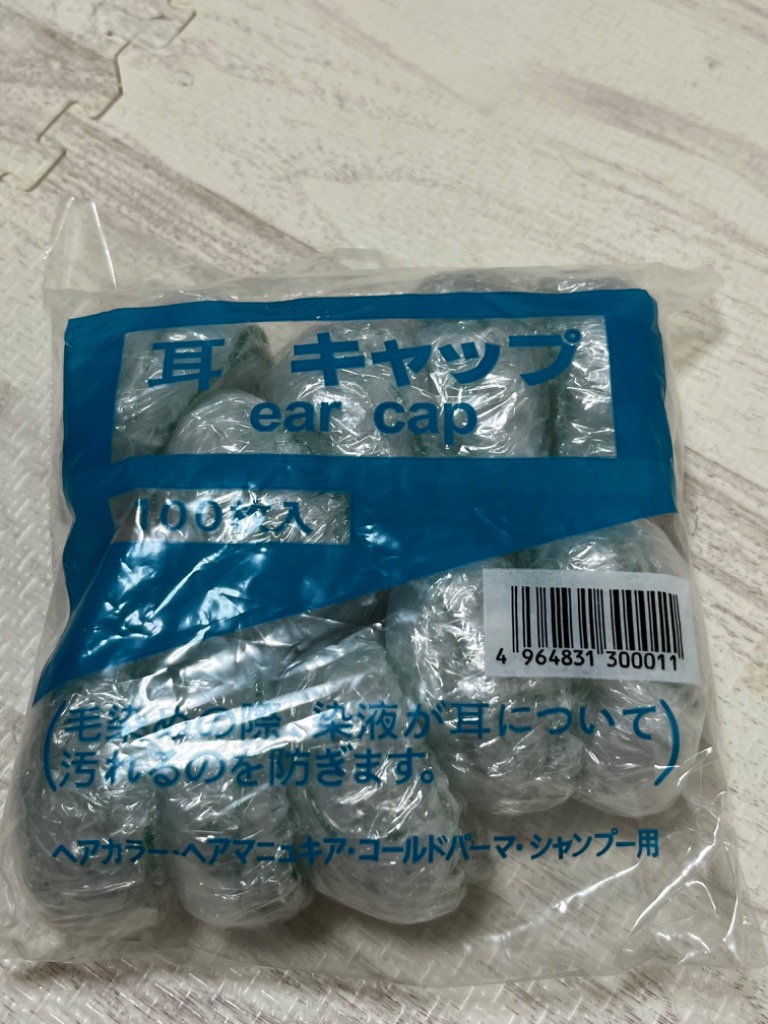 耳 キャップ
ear cap
100枚入
4 964831 300011
(毛染めの際、染液が耳について
汚れるのを防ぎます。)
ヘアカラー・ヘアマニュキア・コールドパーマ・シャンプー用